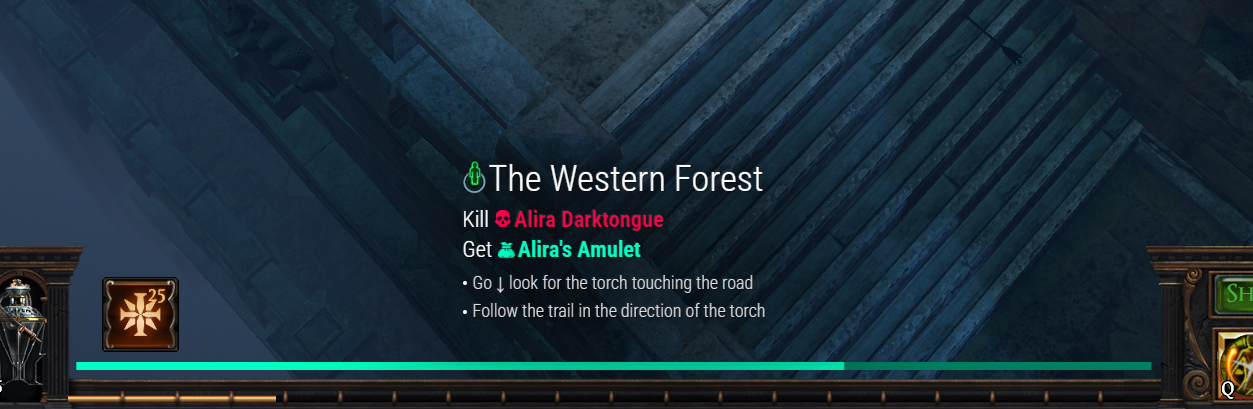 The Western Forest
Kill Alira Darktongue
Get Alira's Amulet
• Go ↓ look for the torch touching the road
• Follow the trail in the direction of the torch
25
Q